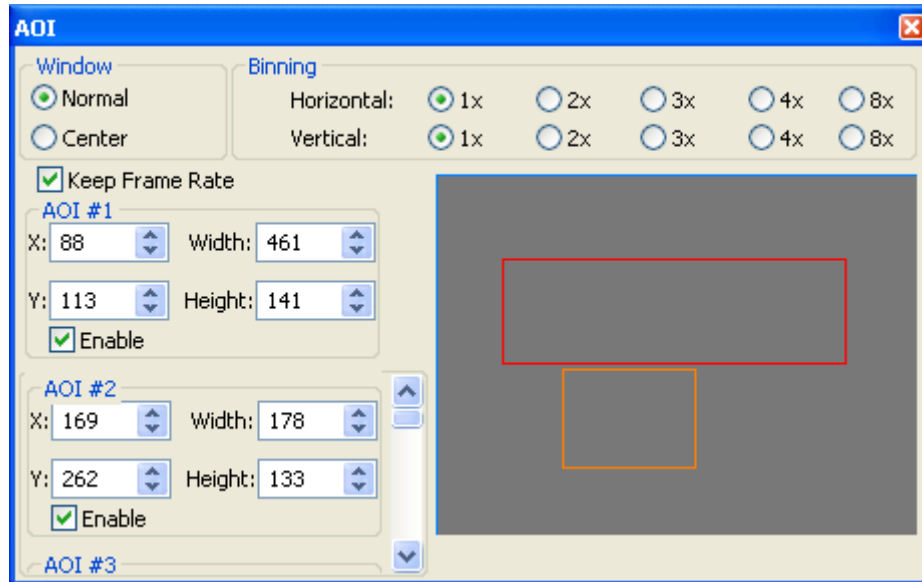 AOI
Window
Normal
Center
Binning
Horizontal: 1x 2x 3x 4x 8x
Vertical: 1x 2x 3x 4x 8x
Keep Frame Rate
AOI #1
X: 88 Width: 461
Y: 113 Height: 141
Enable
AOI #2
X: 169 Width: 178
Y: 262 Height: 133
Enable
AOI #3